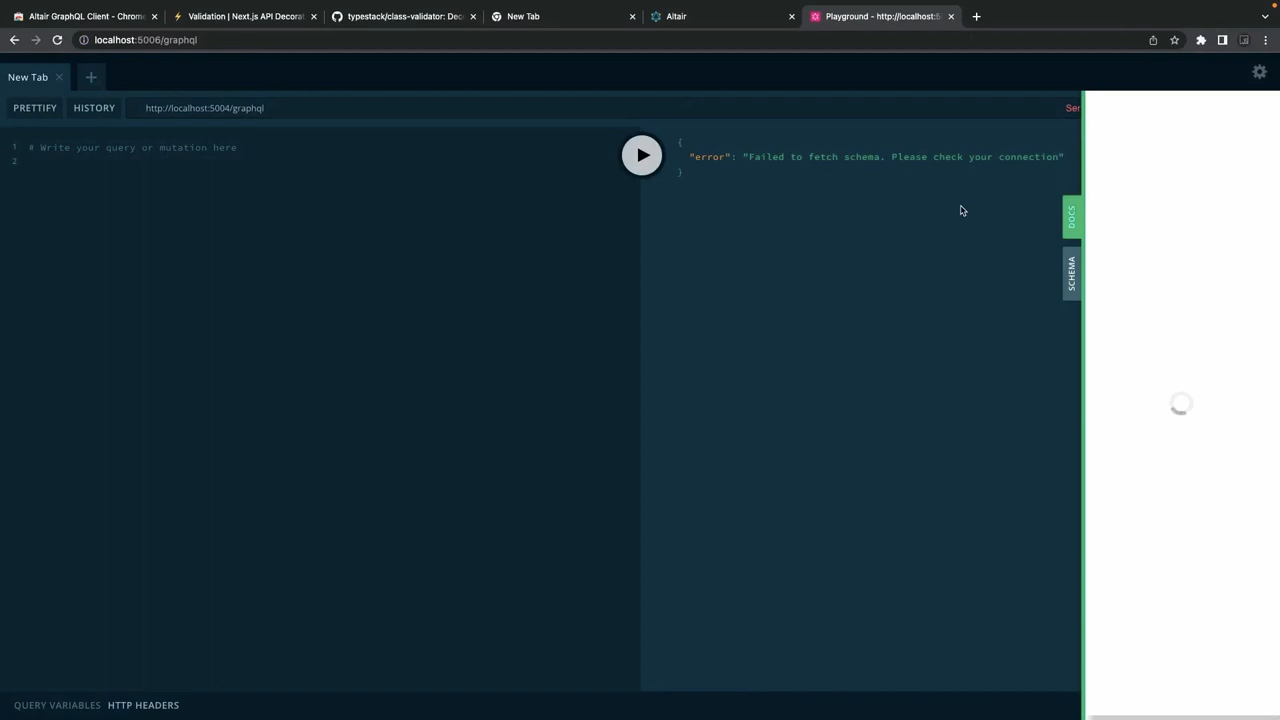 Altair GraphQL Client - Chrome
Validation | Next.js API Decorat
typestack/class-validator: Deco
New Tab
Altair
Playground - http://localhost:5
localhost:5006/graphql
New Tab
PRETTIFY
HISTORY
http://localhost:5004/graphql
Ser
1 # Write your query or mutation here
2
{
"error": "Failed to fetch schema. Please check your connection"
}
DOCS
SCHEMA
QUERY VARIABLES
HTTP HEADERS